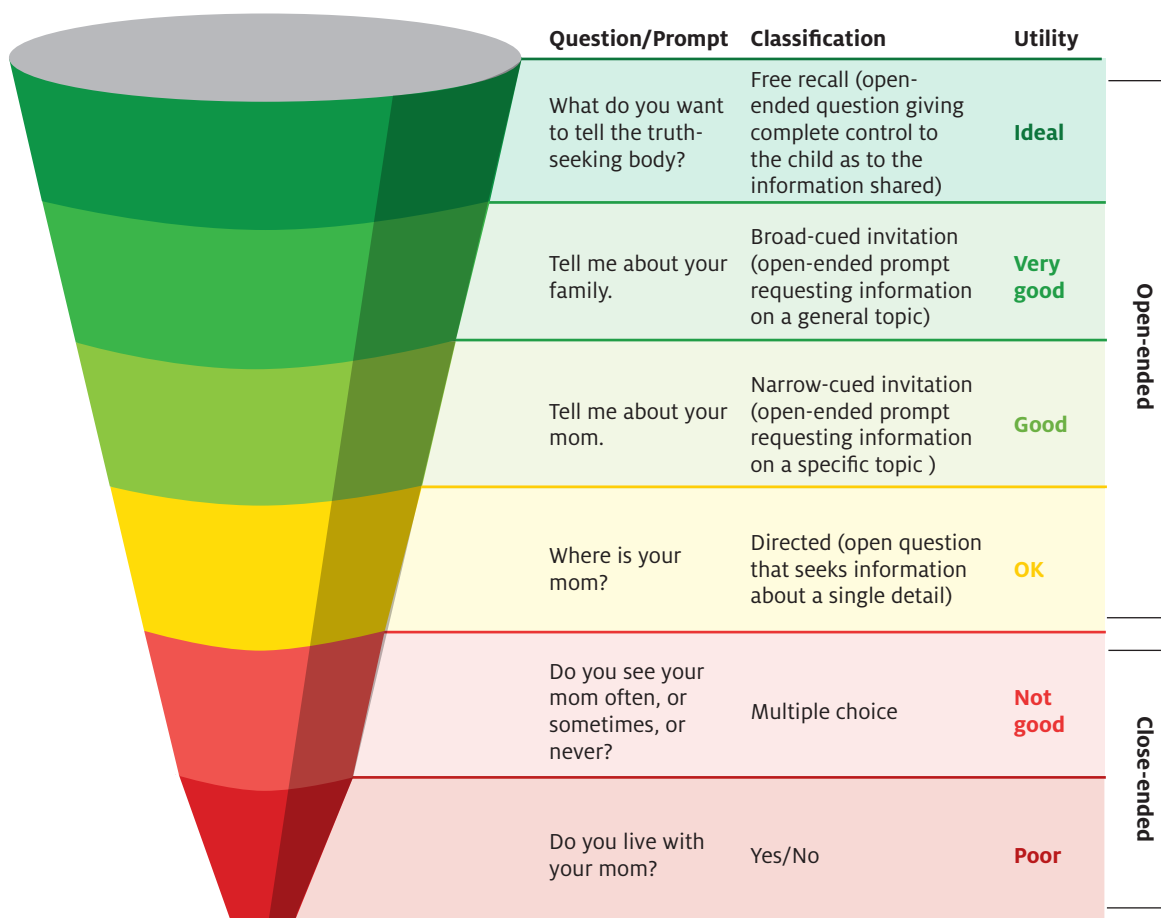 Question/Prompt
Classification
Utility
What do you want
to tell the truth-
seeking body?
Free recall (open-
ended question giving
complete control to
the child as to the
information shared)
Ideal
Tell me about your
family.
Broad-cued invitation
(open-ended prompt
requesting information
on a general topic)
Very
good
Tell me about your
mom.
Narrow-cued invitation
(open-ended prompt
requesting information
on a specific topic )
Good
Where is your
mom?
Directed (open question
that seeks information
about a single detail)
OK
Open-ended
Do you see your
mom often, or
sometimes, or
never?
Multiple choice
Not
good
Do you live with
your mom?
Yes/No
Poor
Close-ended